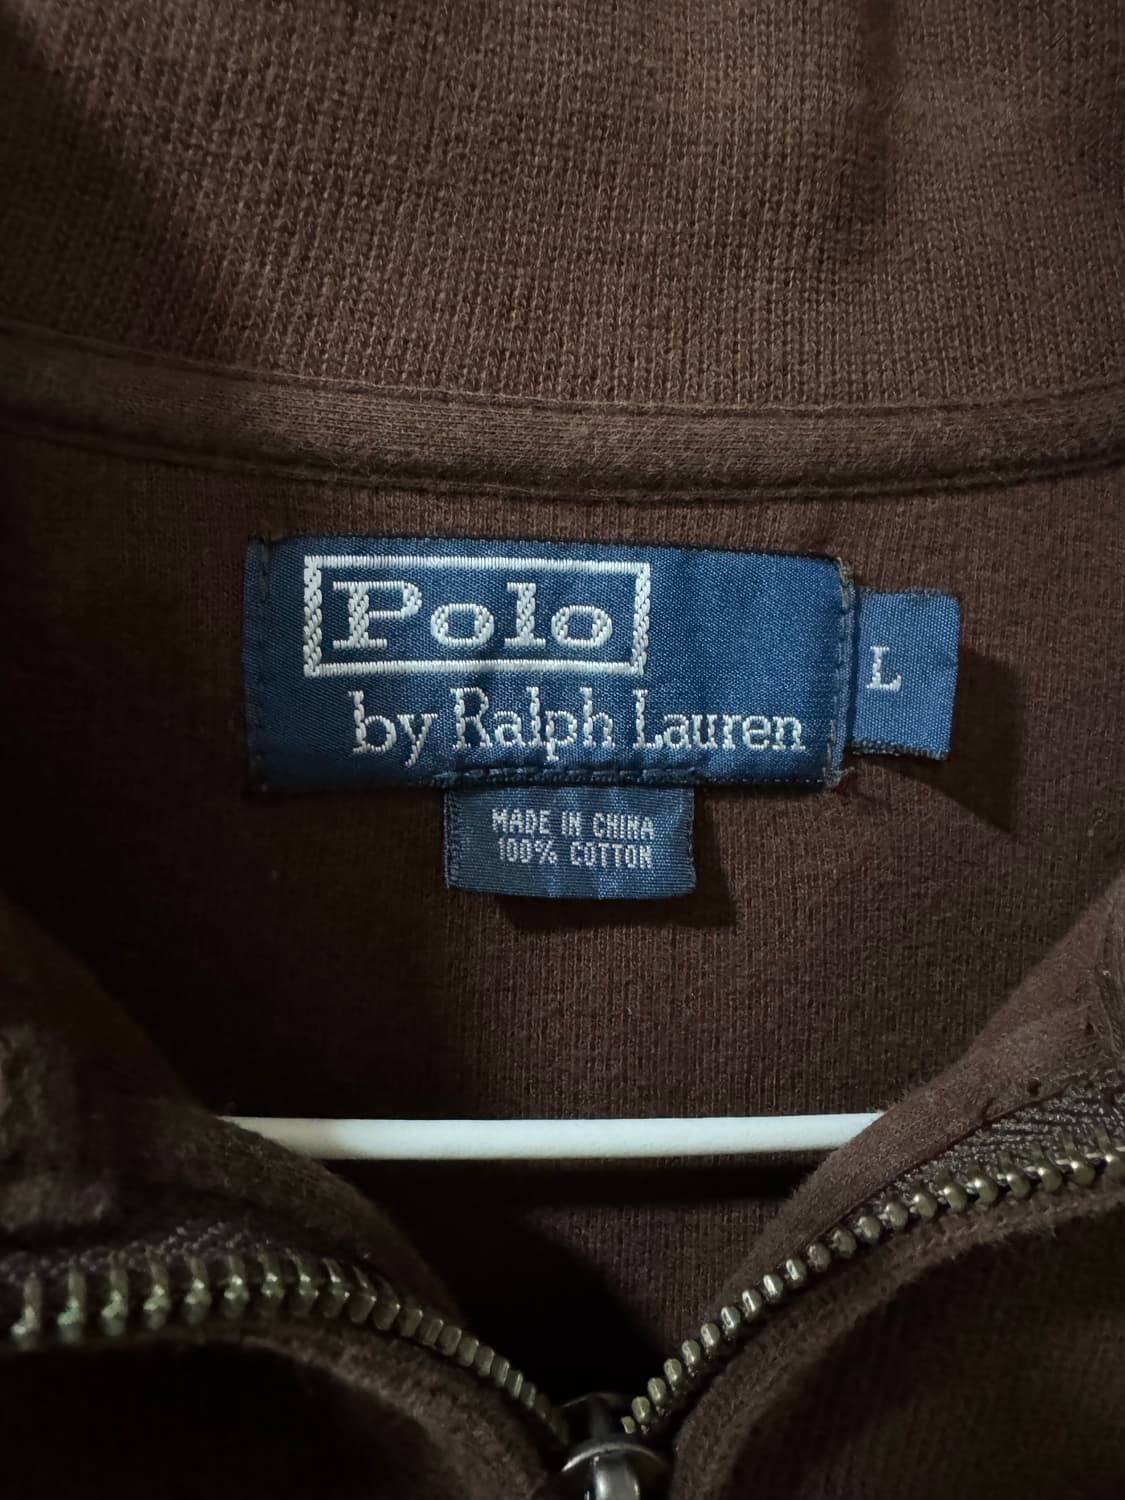 Polo
by Ralph Lauren
L
MADE IN CHINA
100% COTTON